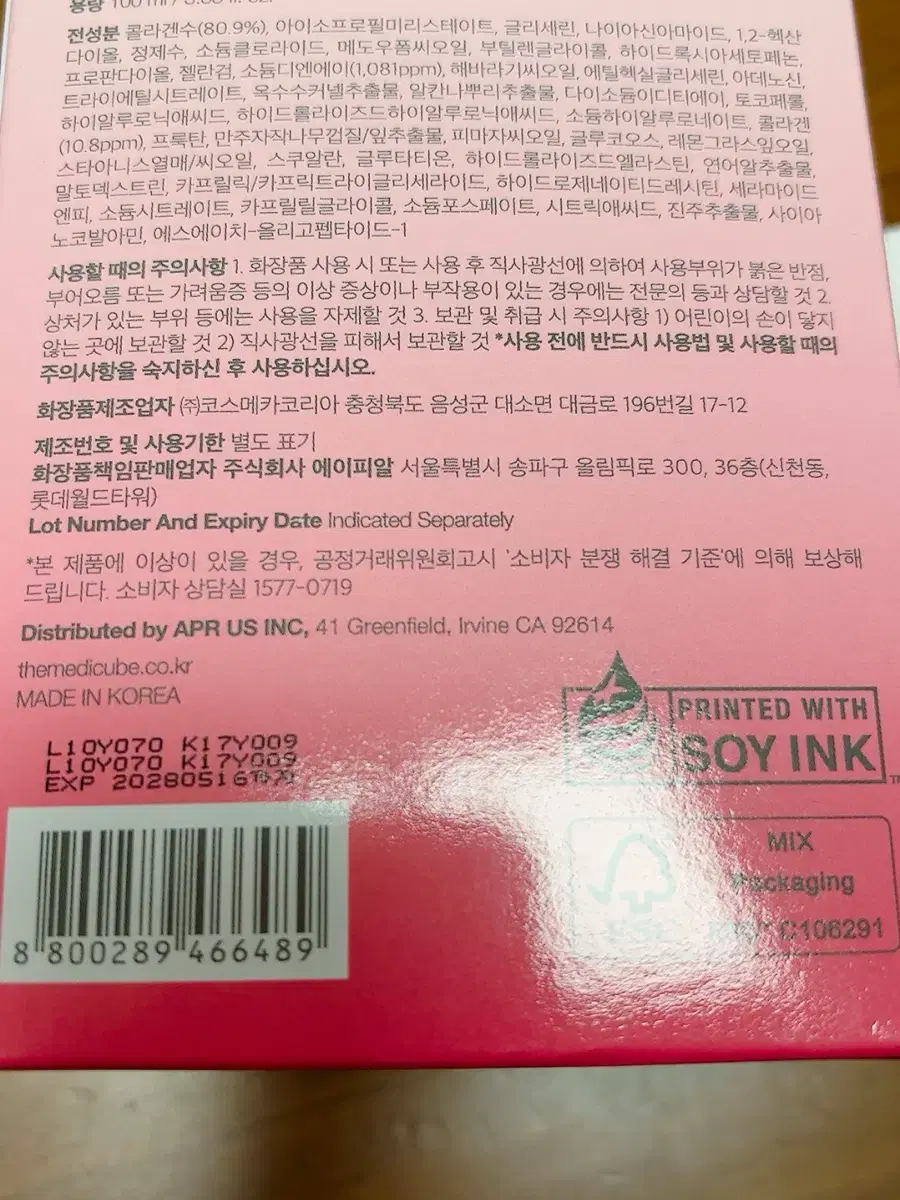 용량 100 ml /
전성분 콜라겐수(80.9%), 아이소프로필미리스테이트, 글리세린, 나이아신아마이드, 1,2-헥산
다이올, 정제수, 소듐클로라이드, 메도우폼씨오일, 부틸렌글라이콜, 하이드록시아세토페논,
프로판다이올, 젤란검, 소듐디엔에이(1,081ppm), 해바라기씨오일, 에틸헥실글리세린, 아데노신,
트라이에틸시트레이트, 옥수수커넬추출물, 알칸나뿌리추출물, 다이소듐이디티에이, 토코페롤,
하이알루로닉애씨드, 하이드롤라이즈드하이알루로닉애씨드, 소듐하이알루로네이트, 콜라겐
(10.8ppm), 프룩탄, 만주자작나무껍질/잎추출물, 피마자씨오일, 글루코오스, 레몬그라스잎오일,
스타아니스열매/씨오일, 스쿠알란, 글루타티온, 하이드롤라이즈드엘라스틴, 연어알추출물,
말토덱스트린, 카프릴릭/카프릭트라이글리세라이드, 하이드로제네이티드레시틴, 세라마이드
엔피, 소듐시트레이트, 카프릴릴글라이콜, 소듐포스페이트, 시트릭애씨드, 진주추출물, 사이아
노코발아민, 에스에이치-올리고펩타이드-1
사용할 때의 주의사항 1. 화장품 사용 시 또는 사용 후 직사광선에 의하여 사용부위가 붉은 반점,
부어오름 또는 가려움증 등의 이상 증상이나 부작용이 있는 경우에는 전문의 등과 상담할 것 2.
상처가 있는 부위 등에는 사용을 자제할 것 3. 보관 및 취급 시 주의사항 1) 어린이의 손이 닿지
않는 곳에 보관할 것 2) 직사광선을 피해서 보관할 것 *사용 전에 반드시 사용법 및 사용할 때의
주의사항을 숙지하신 후 사용하십시오.
화장품제조업자 ㈜코스메카코리아 충청북도 음성군 대소면 대금로 196번길 17-12
제조번호 및 사용기한 별도 표기
화장품책임판매업자 주식회사 에이피알 서울특별시 송파구 올림픽로 300, 36층(신천동,
롯데월드타워)
Lot Number And Expiry Date Indicated Separately
*본 제품에 이상이 있을 경우, 공정거래위원회고시 '소비자 분쟁 해결 기준'에 의해 보상해
드립니다. 소비자 상담실 1577-0719
Distributed by APR US INC, 41 Greenfield, Irvine CA 92614
themedicube.co.kr
MADE IN KOREA
PRINTED WITH
SOY INK
L10Y070 K17Y009
L10Y070 K17Y009
EXP 20280516까지
MIX
Packaging
C106291
8 800289 466489